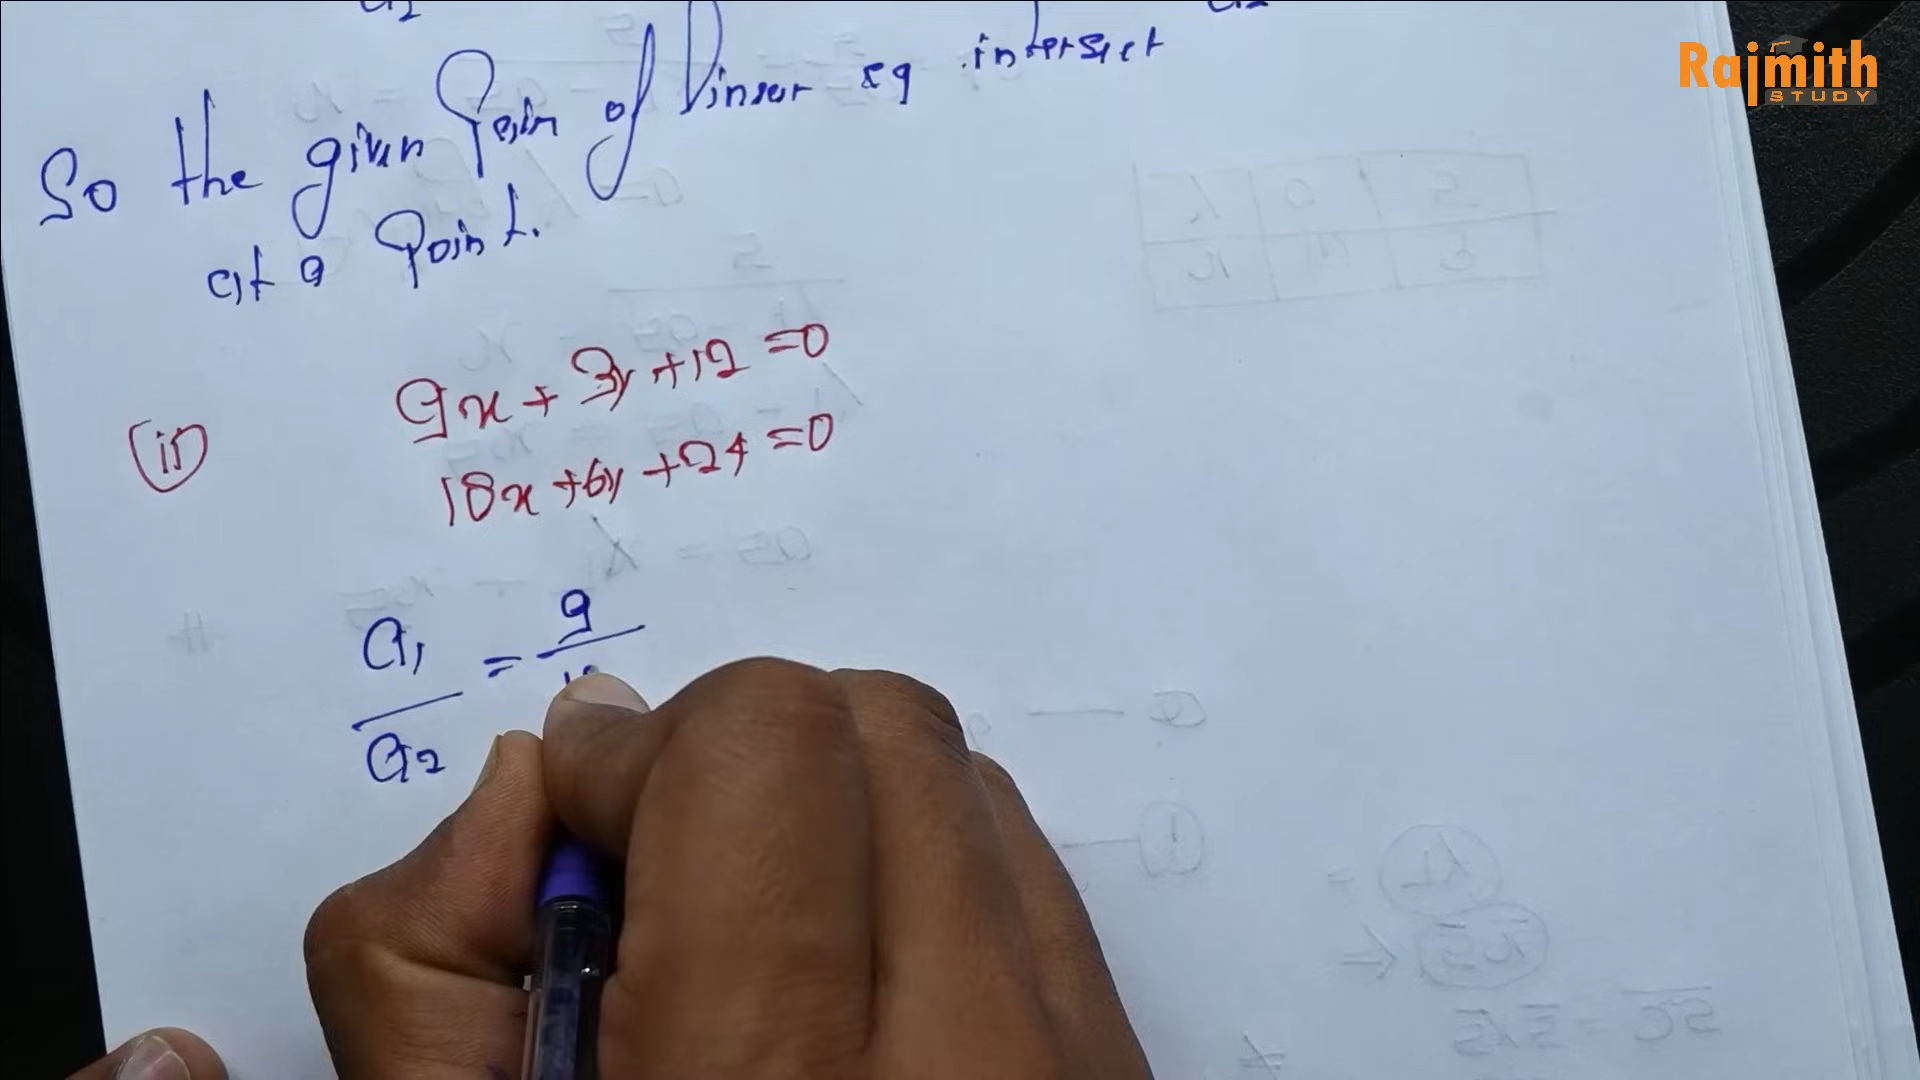 Rajmith
STUDY
So the given Pair of linear eq intersect
at a Point.
(ii) 9x + 3y + 12 = 0
18x + 6y + 24 = 0
a₁ = 9
a₂